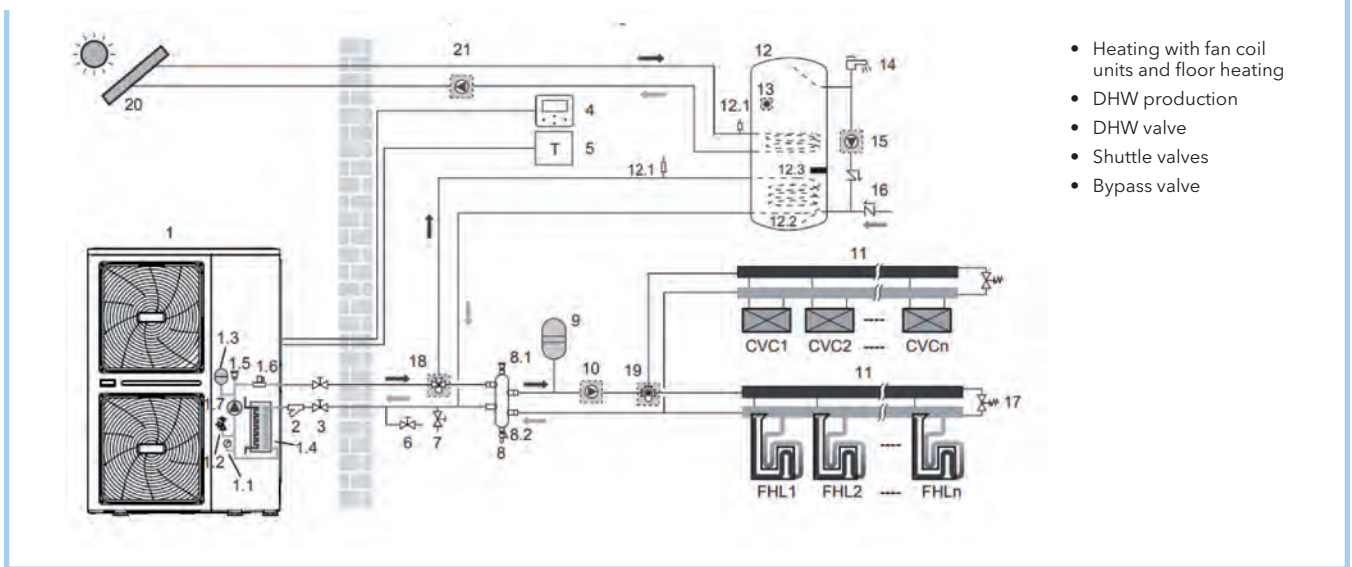 21
12
14
20
4
13
12.1
15
5
T
12.1
12.3
16
12.2
1
11
9
1.3
CVC1
CVC2
----
CVCn
1.5
1.6
18
8.1
10
19
11
1.7
17
2
3
1.4
6
7
8.2
8
1.2
1.1
FHL1
FHL2
----
FHLn
• Heating with fan coil
units and floor heating
• DHW production
• DHW valve
• Shuttle valves
• Bypass valve